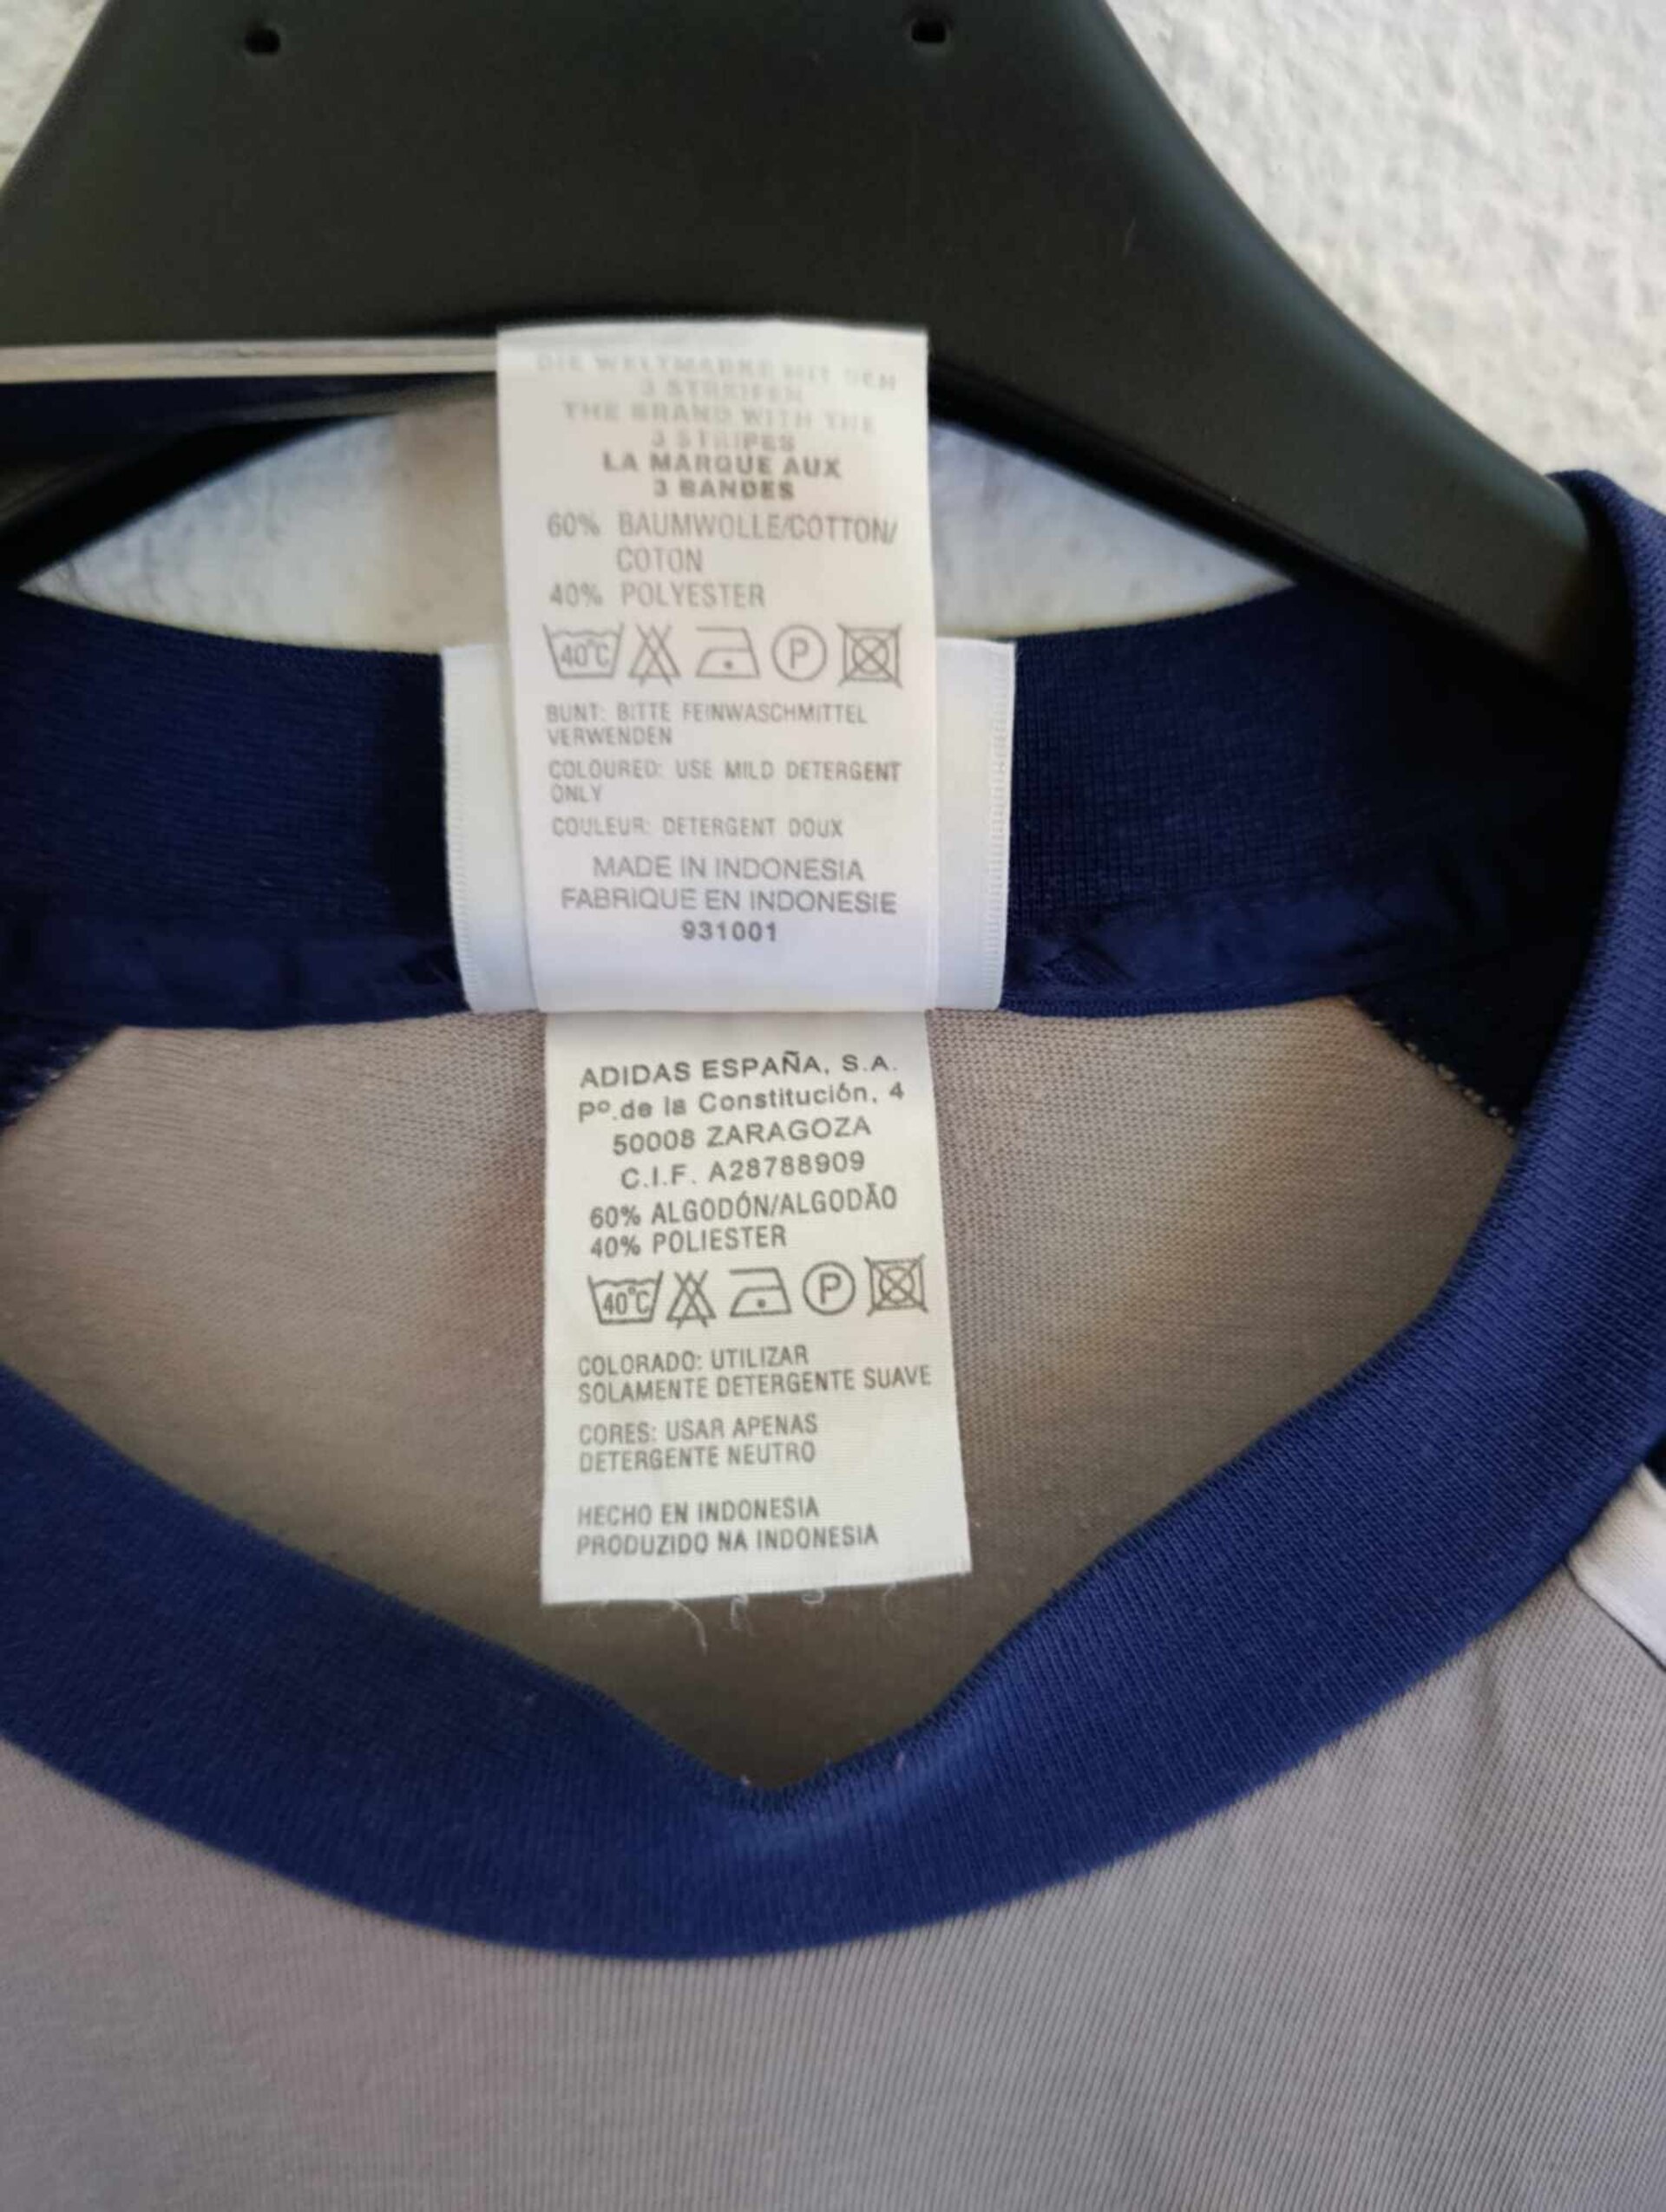 DIE WELTMARKE MIT DEN
3 STREIFEN
THE BRAND WITH THE
3 STRIPES
LA MARQUE AUX
3 BANDES
60% BAUMWOLLE/COTTON/
COTON
40% POLYESTER
40°C P
BUNT: BITTE FEINWASCHMITTEL
VERWENDEN
COLOURED: USE MILD DETERGENT
ONLY
COULEUR: DETERGENT DOUX
MADE IN INDONESIA
FABRIQUE EN INDONESIE
931001
ADIDAS ESPAÑA, S.A.
Pº.de la Constitución, 4
50008 ZARAGOZA
C.I.F. A28788909
60% ALGODÓN/ALGODÃO
40% POLIESTER
40°C P
COLORADO: UTILIZAR
SOLAMENTE DETERGENTE SUAVE
CORES: USAR APENAS
DETERGENTE NEUTRO
HECHO EN INDONESIA
PRODUZIDO NA INDONESIA